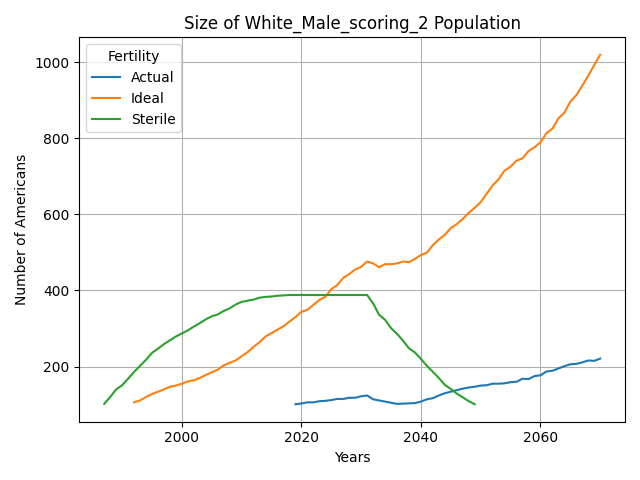 Size of White_Male_scoring_2 Population
Fertility
Actual
Ideal
Sterile
Number of Americans
1000
800
600
400
200
2000
2020
2040
2060
Years